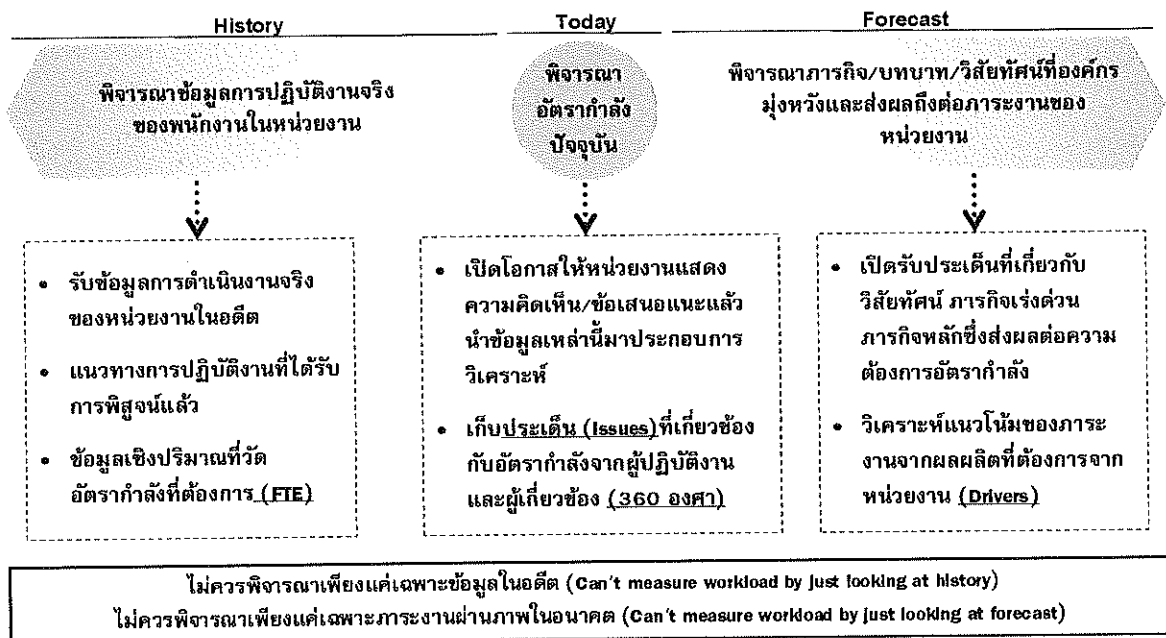 History
Today
Forecast
พิจารณาข้อมูลการปฏิบัติงานจริง
ของพนักงานในหน่วยงาน
พิจารณา
อัตรากำลัง
ปัจจุบัน
พิจารณาภารกิจ/บทบาท/วิสัยทัศน์ที่องค์กร
มุ่งหวังและส่งผลถึงต่อภาระงานของ
หน่วยงาน
• รับข้อมูลการดำเนินงานจริง
ของหน่วยงานในอดีต
• แนวทางการปฏิบัติงานที่ได้รับ
การพิสูจน์แล้ว
• ข้อมูลเชิงปริมาณที่วัด
อัตรากำลังที่ต้องการ (FTE)
• เปิดโอกาสให้หน่วยงานแสดง
ความคิดเห็น/ข้อเสนอแนะแล้ว
นำข้อมูลเหล่านี้มาประกอบการ
วิเคราะห์
• เก็บประเด็น (Issues)ที่เกี่ยวข้อง
กับอัตรากำลังจากผู้ปฏิบัติงาน
และผู้เกี่ยวข้อง (360 องศา)
• เปิดรับประเด็นที่เกี่ยวกับ
วิสัยทัศน์ ภารกิจเร่งด่วน
ภารกิจหลักซึ่งส่งผลต่อความ
ต้องการอัตรากำลัง
• วิเคราะห์แนวโน้มของภาระ
งานจากผลผลิตที่ต้องการจาก
หน่วยงาน (Drivers)
ไม่ควรพิจารณาเพียงแค่เฉพาะข้อมูลในอดีต (Can't measure workload by just looking at history)
ไม่ควรพิจารณาเพียงแค่เฉพาะภาระงานผ่านภาพในอนาคต (Can't measure workload by just looking at forecast)